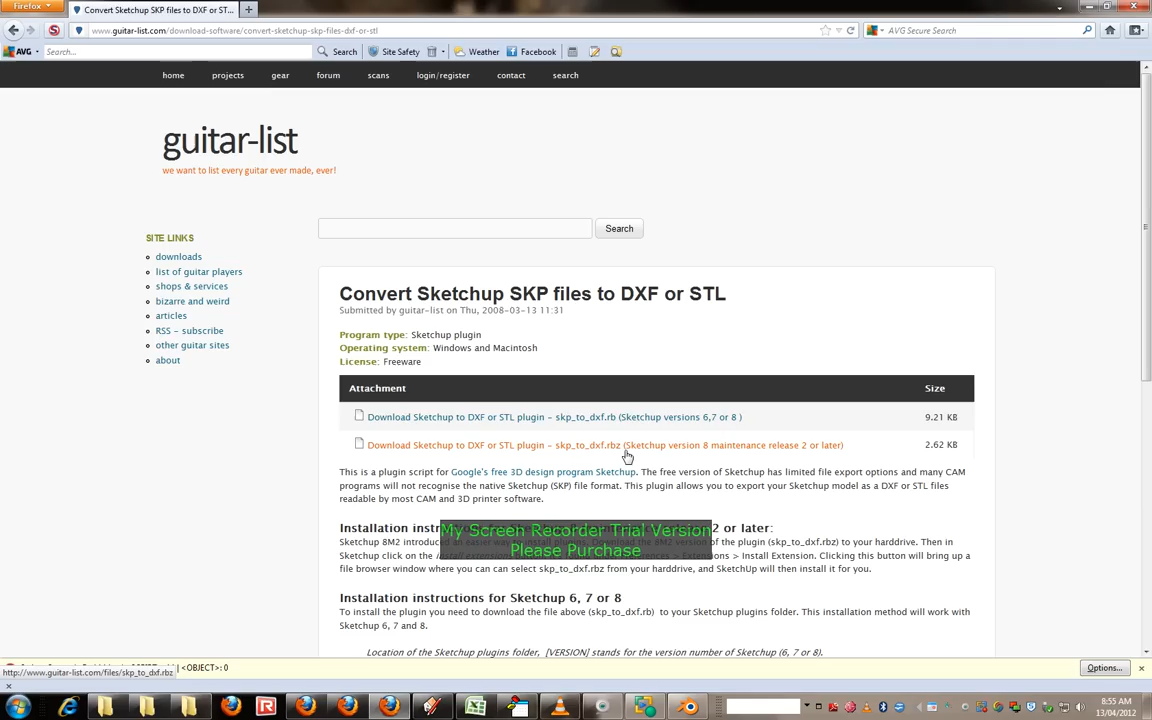 Firefox
Convert Sketchup SKP files to DXF or STL...
www.guitar-list.com/download-software/convert-sketchup-skp-files-dxf-or-stl
AVG Secure Search
AVG Search... Search Site Safety Weather Facebook
home projects gear forum scans login/register contact search
guitar-list
we want to list every guitar ever made, ever!
Search
SITE LINKS
downloads
list of guitar players
shops & services
bizarre and weird
articles
RSS – subscribe
other guitar sites
about
Convert Sketchup SKP files to DXF or STL
Submitted by guitar-list on Thu, 2008-03-13 11:31
Program type: Sketchup plugin
Operating system: Windows and Macintosh
License: Freeware
Attachment Size
Download Sketchup to DXF or STL plugin – skp_to_dxf.rb (Sketchup versions 6,7 or 8 ) 9.21 KB
Download Sketchup to DXF or STL plugin – skp_to_dxf.rbz (Sketchup version 8 maintenance release 2 or later) 2.62 KB
This is a plugin script for Google's free 3D design program Sketchup. The free version of Sketchup has limited file export options and many CAM
programs will not recognise the native Sketchup (SKP) file format. This plugin allows you to export your Sketchup model as a DXF or STL files
readable by most CAM and 3D printer software.
My Screen Recorder Trial Version
Please Purchase
Installation 2 or later:
Sketchup 8M2 introduced an easier way to install plugins. Download the 8M2 version of the plugin (skp_to_dxf.rbz) to your harddrive. Then in
Sketchup click on the install > Extensions > Install Extension. Clicking this button will bring up a
file browser window where you can can select skp_to_dxf.rbz from your harddrive, and SketchUp will then install it for you.
Installation instructions for Sketchup 6, 7 or 8
To install the plugin you need to download the file above (skp_to_dxf.rb) to your Sketchup plugins folder. This installation method will work with
Sketchup 6, 7 and 8.
Location of the Sketchup plugins folder, [VERSION] stands for the version number of Sketchup (6, 7 or 8).
| <OBJECT>: 0
Options...
http://www.guitar-list.com/files/skp_to_dxf.rbz
8:55 AM
13/04/2012